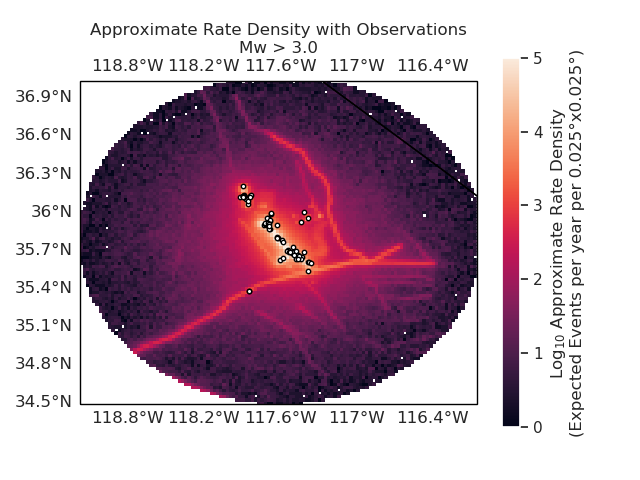 Approximate Rate Density with Observations
Mw > 3.0
118.8°W 118.2°W 117.6°W 117°W 116.4°W
36.9°N
36.6°N
36.3°N
36°N
35.7°N
35.4°N
35.1°N
34.8°N
34.5°N
118.8°W 118.2°W 117.6°W 117°W 116.4°W
5
4
3
2
1
0
Log₁₀ Approximate Rate Density
(Expected Events per year per 0.025°x0.025°)